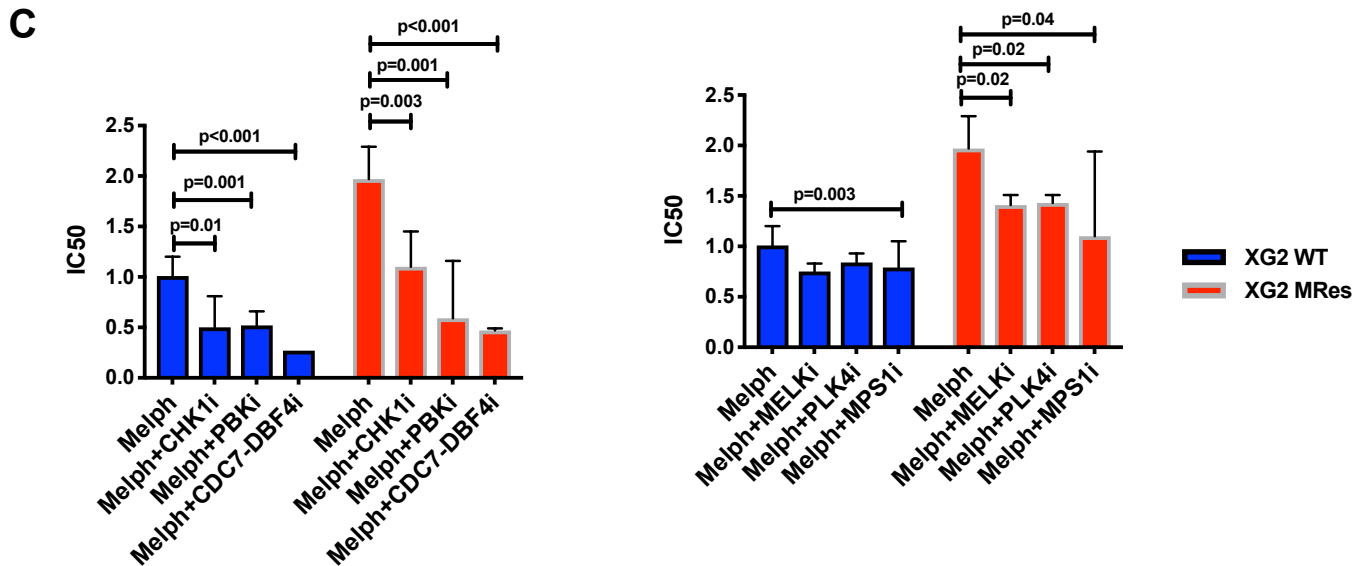 C
p<0.001
p=0.001
p=0.003
p<0.001
p=0.001
p=0.01
IC50
2.5
2.0
1.5
1.0
0.5
0.0
Melph
Melph+CHK1i
Melph+PBKi
Melph+CDC7-DBF4i
Melph
Melph+CHK1i
Melph+PBKi
Melph+CDC7-DBF4i
p=0.04
p=0.02
p=0.02
p=0.003
IC50
2.5
2.0
1.5
1.0
0.5
0.0
Melph
Melph+MELKi
Melph+PLK4i
Melph+MPS1i
Melph
Melph+MELKi
Melph+PLK4i
Melph+MPS1i
XG2 WT
XG2 MRes